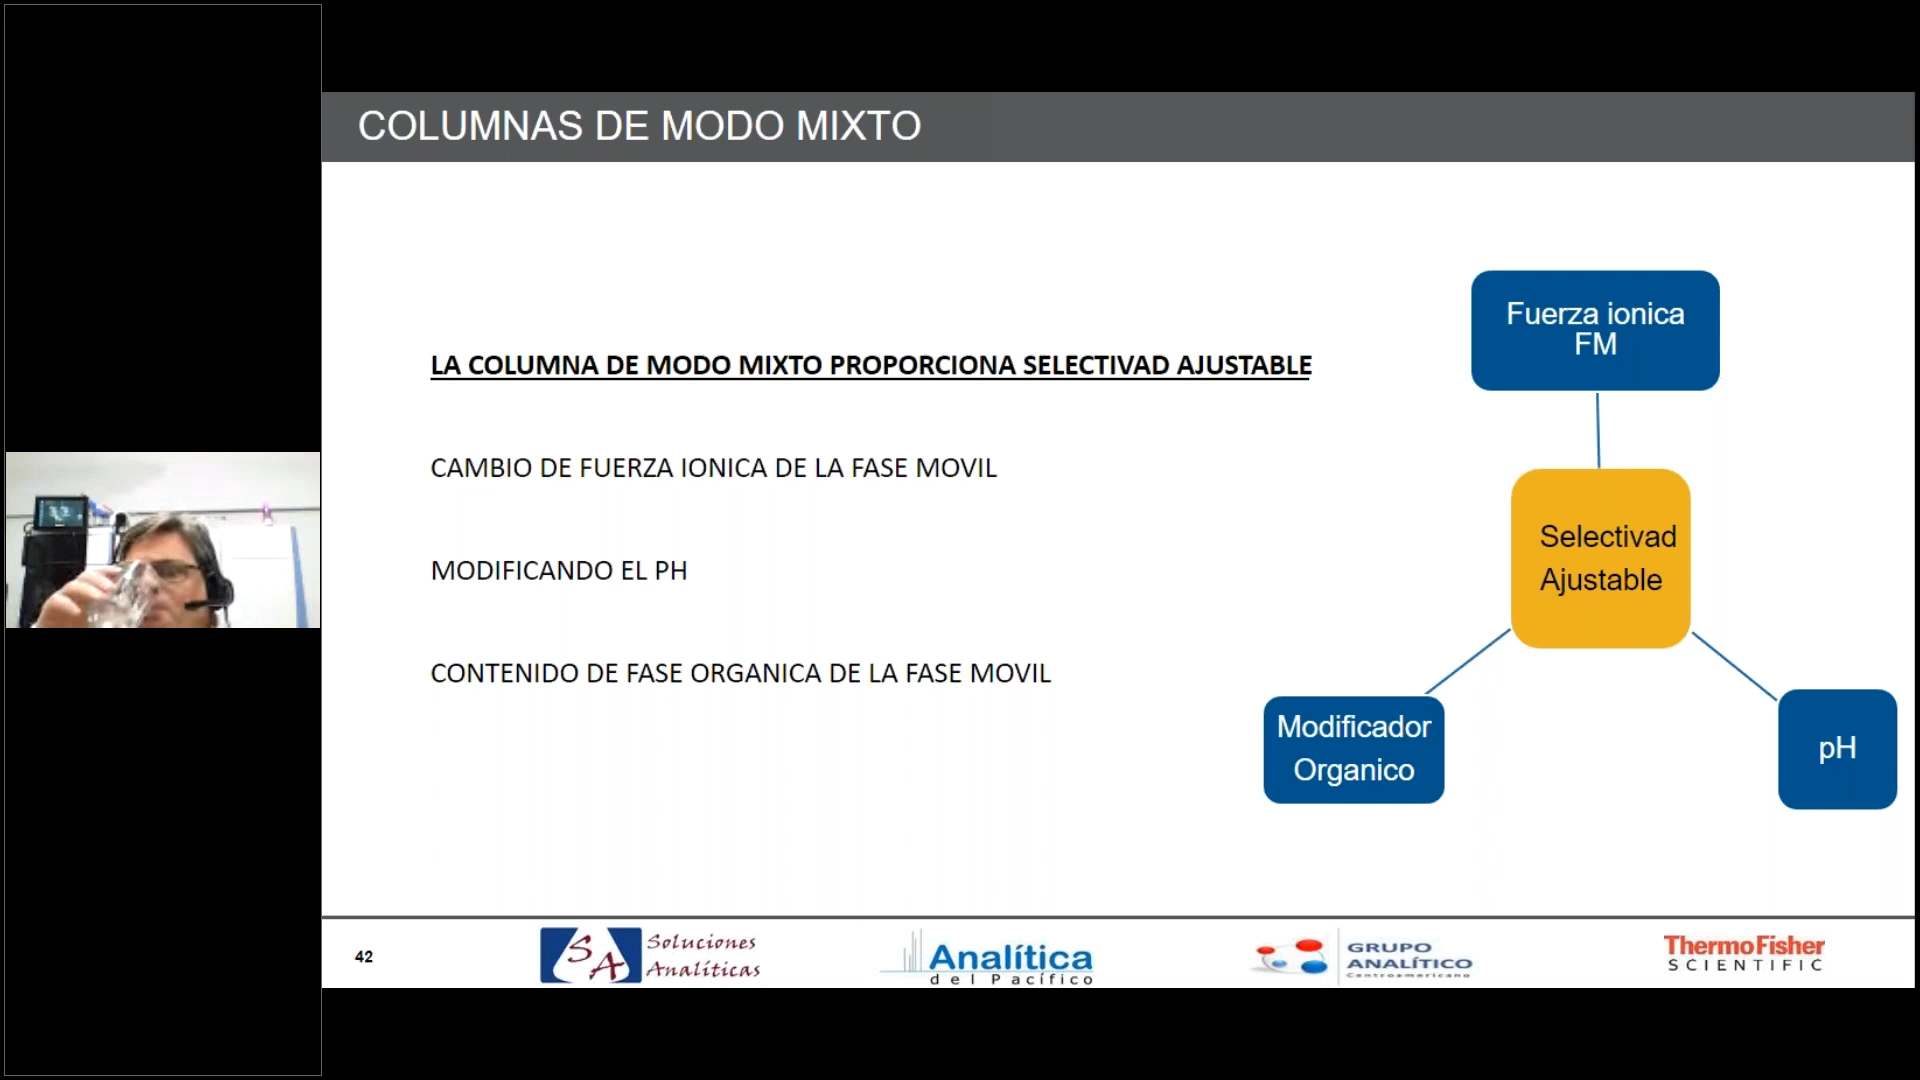 COLUMNAS DE MODO MIXTO
LA COLUMNA DE MODO MIXTO PROPORCIONA SELECTIVAD AJUSTABLE
CAMBIO DE FUERZA IONICA DE LA FASE MOVIL
MODIFICANDO EL PH
CONTENIDO DE FASE ORGANICA DE LA FASE MOVIL
Fuerza ionica
FM
Selectivad
Ajustable
Modificador
Organico
pH
42
SA
Soluciones
Analíticas
Analítica
del Pacífico
GRUPO
ANALÍTICO
Centroamericano
ThermoFisher
SCIENTIFIC